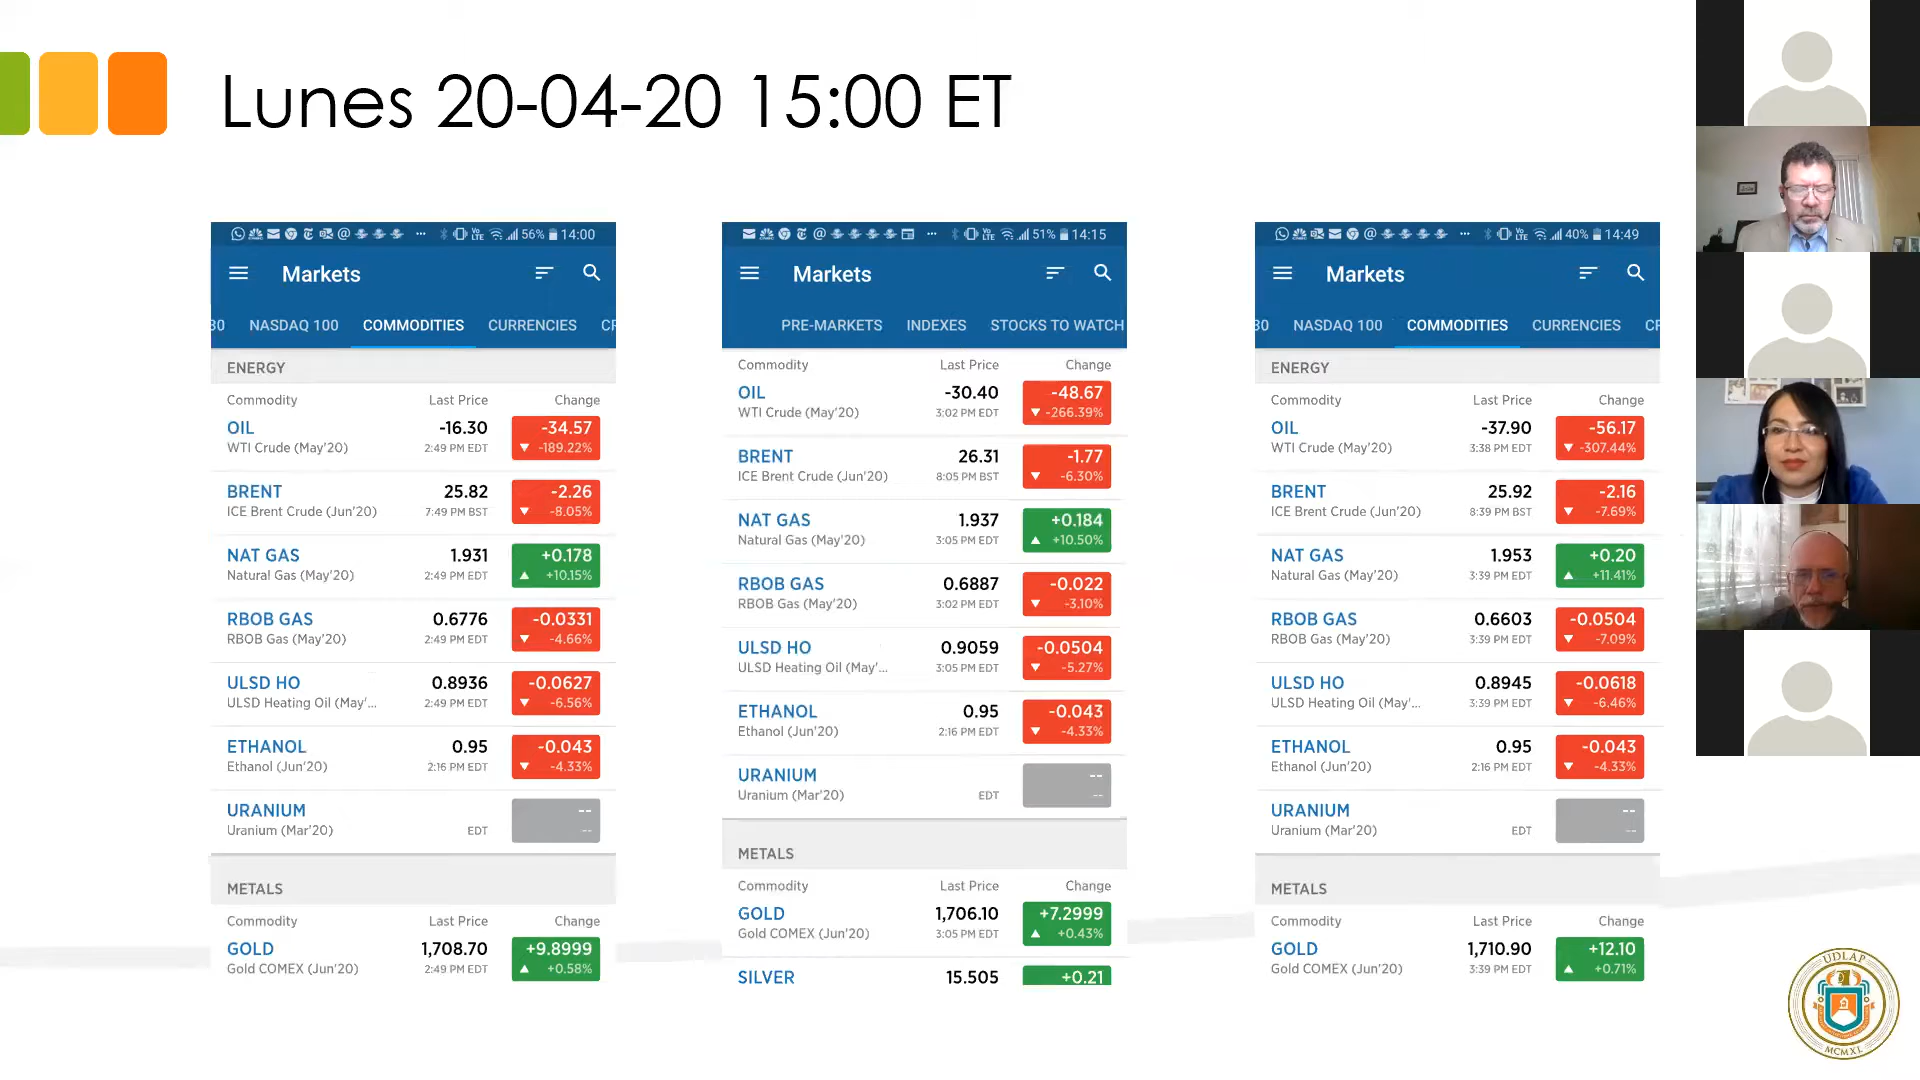 Lunes 20-04-20 15:00 ET
56% 14:00
Markets
30 NASDAQ 100 COMMODITIES CURRENCIES
ENERGY
Commodity Last Price Change
OIL -16.30 -34.57
WTI Crude (May'20) 2:49 PM EDT ▼ -189.22%
BRENT 25.82 -2.26
ICE Brent Crude (Jun'20) 7:49 PM BST ▼ -8.05%
NAT GAS 1.931 +0.178
Natural Gas (May'20) 2:49 PM EDT ▲ +10.15%
RBOB GAS 0.6776 -0.0331
RBOB Gas (May'20) 2:49 PM EDT ▼ -4.66%
ULSD HO 0.8936 -0.0627
ULSD Heating Oil (May'... 2:49 PM EDT ▼ -6.56%
ETHANOL 0.95 -0.043
Ethanol (Jun'20) 2:16 PM EDT ▼ -4.33%
URANIUM --
Uranium (Mar'20) EDT --
METALS
Commodity Last Price Change
GOLD 1,708.70 +9.8999
Gold COMEX (Jun'20) 2:49 PM EDT ▲ +0.58%
51% 14:15
Markets
PRE-MARKETS INDEXES STOCKS TO WATCH
Commodity Last Price Change
OIL -30.40 -48.67
WTI Crude (May'20) 3:02 PM EDT ▼ -266.39%
BRENT 26.31 -1.77
ICE Brent Crude (Jun'20) 8:05 PM BST ▼ -6.30%
NAT GAS 1.937 +0.184
Natural Gas (May'20) 3:05 PM EDT ▲ +10.50%
RBOB GAS 0.6887 -0.022
RBOB Gas (May'20) 3:02 PM EDT ▼ -3.10%
ULSD HO 0.9059 -0.0504
ULSD Heating Oil (May'... 3:05 PM EDT ▼ -5.27%
ETHANOL 0.95 -0.043
Ethanol (Jun'20) 2:16 PM EDT ▼ -4.33%
URANIUM --
Uranium (Mar'20) EDT --
METALS
Commodity Last Price Change
GOLD 1,706.10 +7.2999
Gold COMEX (Jun'20) 3:05 PM EDT ▲ +0.43%
SILVER 15.505 +0.21
40% 14:49
Markets
30 NASDAQ 100 COMMODITIES CURRENCIES
ENERGY
Commodity Last Price Change
OIL -37.90 -56.17
WTI Crude (May'20) 3:38 PM EDT ▼ -307.44%
BRENT 25.92 -2.16
ICE Brent Crude (Jun'20) 8:39 PM BST ▼ -7.69%
NAT GAS 1.953 +0.20
Natural Gas (May'20) 3:39 PM EDT ▲ +11.41%
RBOB GAS 0.6603 -0.0504
RBOB Gas (May'20) 3:39 PM EDT ▼ -7.09%
ULSD HO 0.8945 -0.0618
ULSD Heating Oil (May'... 3:39 PM EDT ▼ -6.46%
ETHANOL 0.95 -0.043
Ethanol (Jun'20) 2:16 PM EDT ▼ -4.33%
URANIUM --
Uranium (Mar'20) EDT --
METALS
Commodity Last Price Change
GOLD 1,710.90 +12.10
Gold COMEX (Jun'20) 3:39 PM EDT ▲ +0.71%
UDLAP
MCMXL